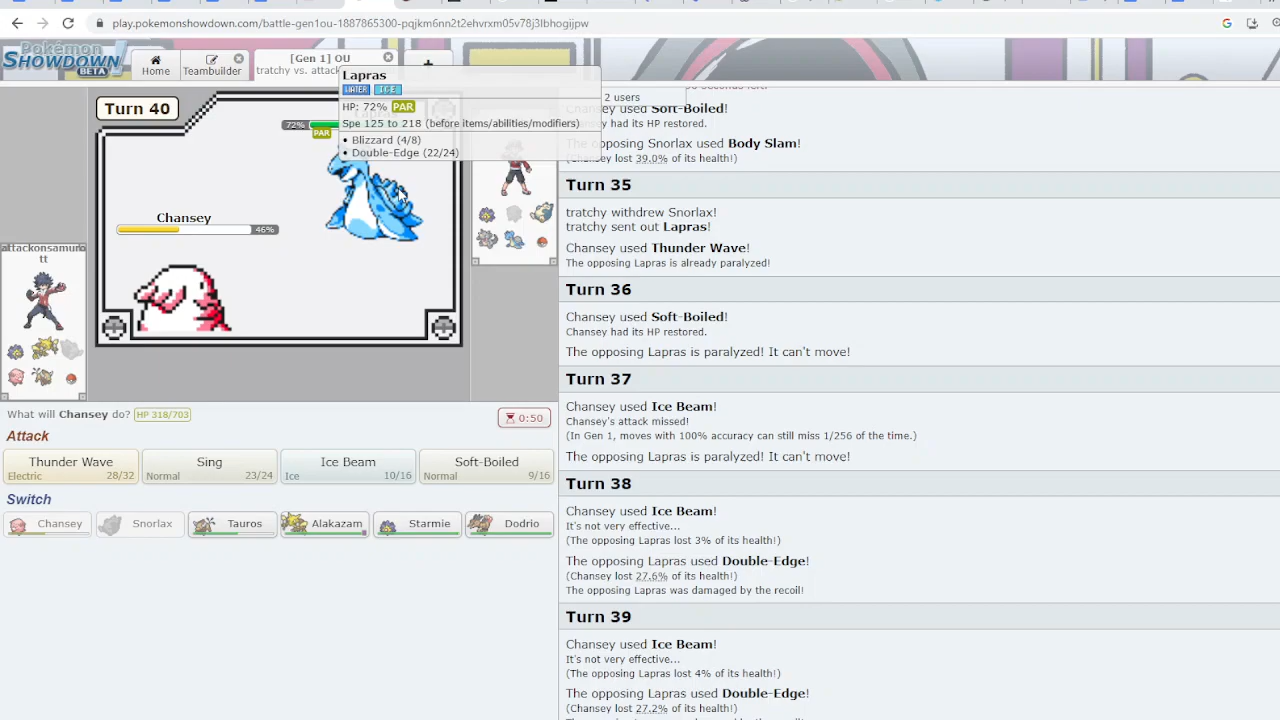 play.pokemonshowdown.com/battle-gen1ou-1887865300-pqjkm6nn2t2ehvrxm05v78j3lbhogijpw
Pokémon
SHOWDOWN!
BETA
Home
Teambuilder
[Gen 1] OU
tratchy vs. attack
+
Lapras
WATER ICE
HP: 72% PAR
Spe 125 to 218 (before items/abilities/modifiers)
• Blizzard (4/8)
• Double-Edge (22/24)
2 users
Turn 40
72%
PAR
Chansey
46%
attackonsamuro
tt
Chansey used Soft-Boiled!
Chansey had its HP restored.
The opposing Snorlax used Body Slam!
(Chansey lost 39.0% of its health!)
Turn 35
tratchy withdrew Snorlax!
tratchy sent out Lapras!
Chansey used Thunder Wave!
The opposing Lapras is already paralyzed!
Turn 36
Chansey used Soft-Boiled!
Chansey had its HP restored.
The opposing Lapras is paralyzed! It can't move!
Turn 37
Chansey used Ice Beam!
Chansey's attack missed!
(In Gen 1, moves with 100% accuracy can still miss 1/256 of the time.)
The opposing Lapras is paralyzed! It can't move!
Turn 38
Chansey used Ice Beam!
It's not very effective...
(The opposing Lapras lost 3% of its health!)
The opposing Lapras used Double-Edge!
(Chansey lost 27.6% of its health!)
The opposing Lapras was damaged by the recoil!
Turn 39
Chansey used Ice Beam!
It's not very effective...
(The opposing Lapras lost 4% of its health!)
The opposing Lapras used Double-Edge!
(Chansey lost 27.2% of its health!)
What will Chansey do? HP 318/703
0:50
Attack
Thunder Wave
Electric 28/32
Sing
Normal 23/24
Ice Beam
Ice 10/16
Soft-Boiled
Normal 9/16
Switch
Chansey
Snorlax
Tauros
Alakazam
Starmie
Dodrio